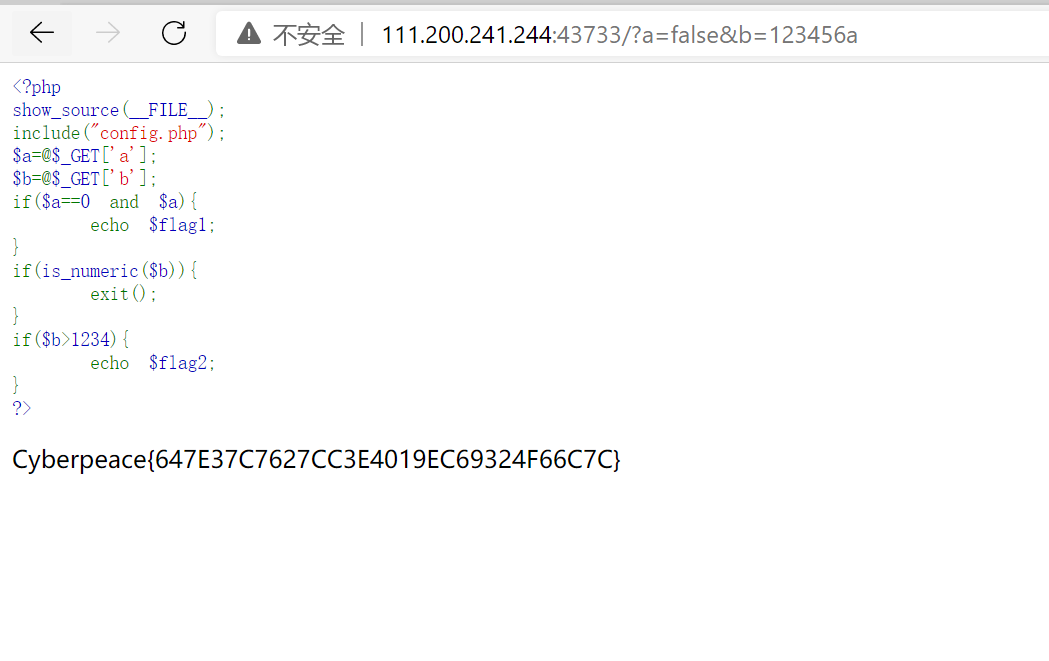 不安全 | 111.200.241.244:43733/?a=false&b=123456a
<?php
show_source(__FILE__);
include("config.php");
$a=@$_GET['a'];
$b=@$_GET['b'];
if($a==0 and $a){
echo $flag1;
}
if(is_numeric($b)){
exit();
}
if($b>1234){
echo $flag2;
}
?>
Cyberpeace{647E37C7627CC3E4019EC69324F66C7C}